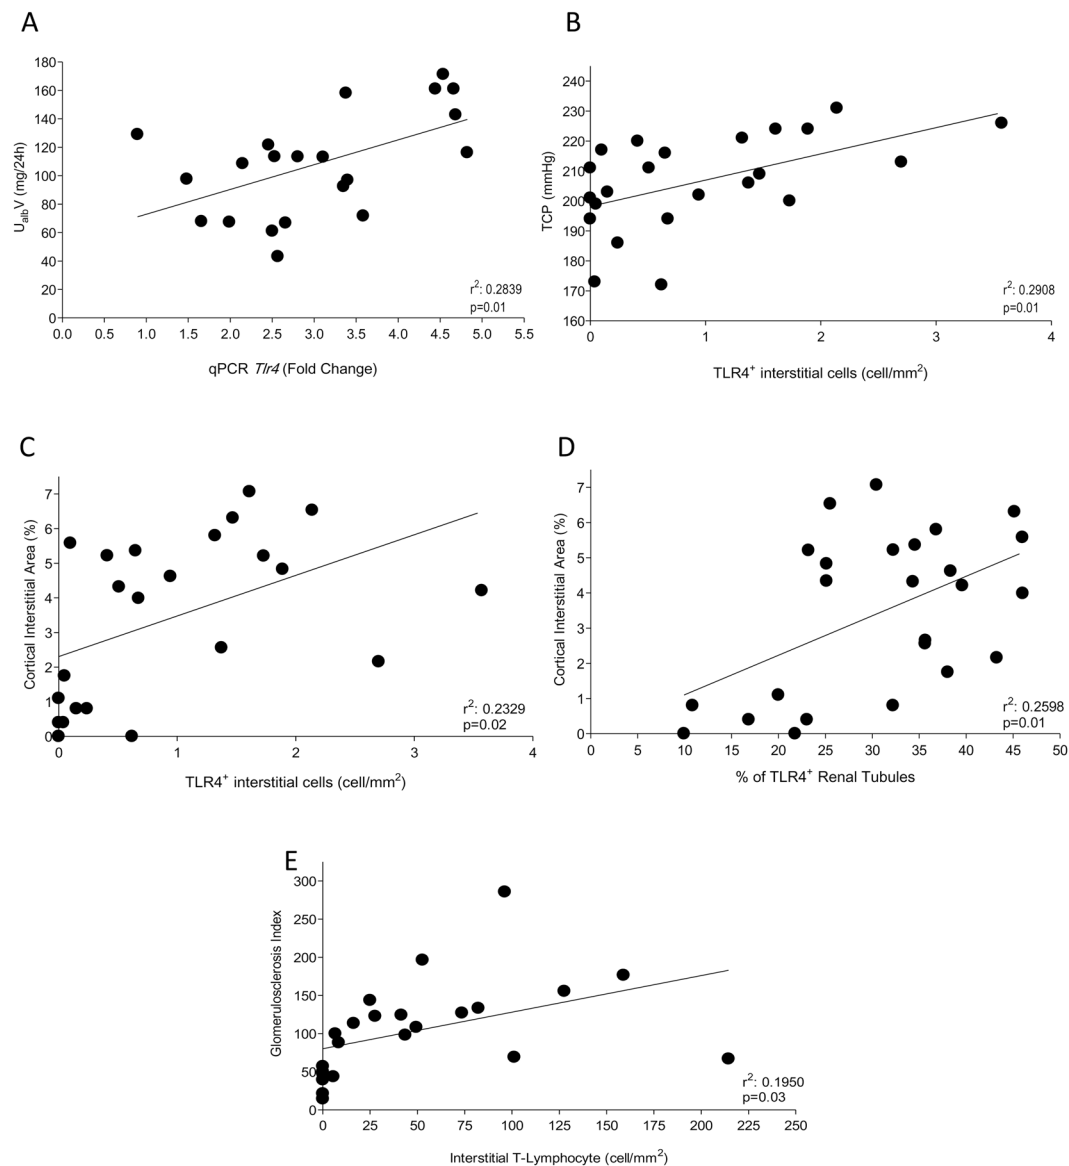 A
180
160
140
120
100
80
60
40
20
0
U_albV (mg/24h)
0.0 0.5 1.0 1.5 2.0 2.5 3.0 3.5 4.0 4.5 5.0 5.5
qPCR Tlr4 (Fold Change)
r²: 0.2839
p=0.01
B
240
230
220
210
200
190
180
170
160
TCP (mmHg)
0 1 2 3 4
TLR4⁺ interstitial cells (cell/mm²)
r²: 0.2908
p=0.01
C
7
6
5
4
3
2
1
0
Cortical Interstitial Area (%)
0 1 2 3 4
TLR4⁺ interstitial cells (cell/mm²)
r²: 0.2329
p=0.02
D
7
6
5
4
3
2
1
0
Cortical Interstitial Area (%)
0 5 10 15 20 25 30 35 40 45 50
% of TLR4⁺ Renal Tubules
r²: 0.2598
p=0.01
E
300
250
200
150
100
50
0
Glomerulosclerosis Index
0 25 50 75 100 125 150 175 200 225 250
Interstitial T-Lymphocyte (cell/mm²)
r²: 0.1950
p=0.03